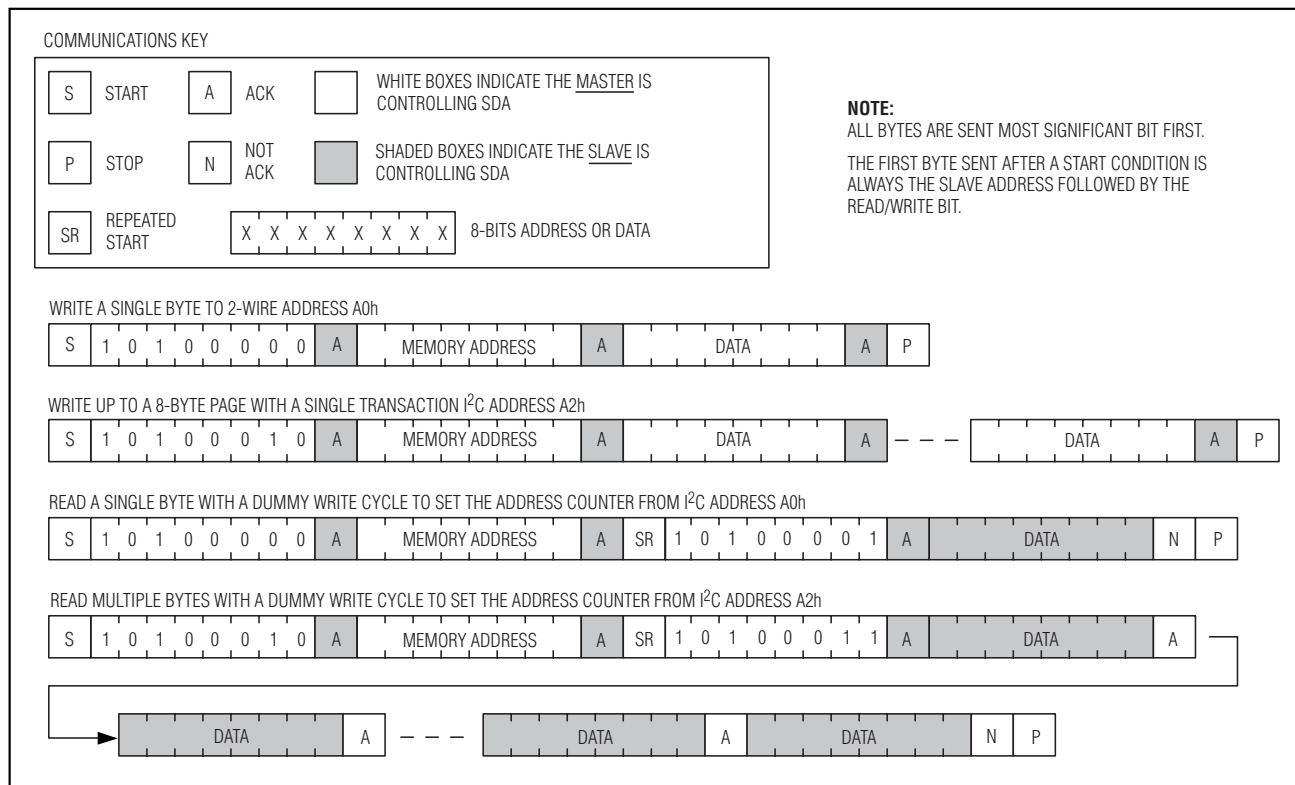 COMMUNICATIONS KEY
S START A ACK WHITE BOXES INDICATE THE MASTER IS
CONTROLLING SDA
P STOP N NOT
ACK SHADED BOXES INDICATE THE SLAVE IS
CONTROLLING SDA
SR REPEATED
START X X X X X X X X 8-BITS ADDRESS OR DATA
NOTE:
ALL BYTES ARE SENT MOST SIGNIFICANT BIT FIRST.
THE FIRST BYTE SENT AFTER A START CONDITION IS
ALWAYS THE SLAVE ADDRESS FOLLOWED BY THE
READ/WRITE BIT.
WRITE A SINGLE BYTE TO 2-WIRE ADDRESS A0h
S 1 0 1 0 0 0 0 0 A MEMORY ADDRESS A DATA A P
WRITE UP TO A 8-BYTE PAGE WITH A SINGLE TRANSACTION I²C ADDRESS A2h
S 1 0 1 0 0 0 1 0 A MEMORY ADDRESS A DATA A DATA A P
READ A SINGLE BYTE WITH A DUMMY WRITE CYCLE TO SET THE ADDRESS COUNTER FROM I²C ADDRESS A0h
S 1 0 1 0 0 0 0 0 A MEMORY ADDRESS A SR 1 0 1 0 0 0 0 1 A DATA N P
READ MULTIPLE BYTES WITH A DUMMY WRITE CYCLE TO SET THE ADDRESS COUNTER FROM I²C ADDRESS A2h
S 1 0 1 0 0 0 1 0 A MEMORY ADDRESS A SR 1 0 1 0 0 0 1 1 A DATA A
DATA A DATA A DATA N P